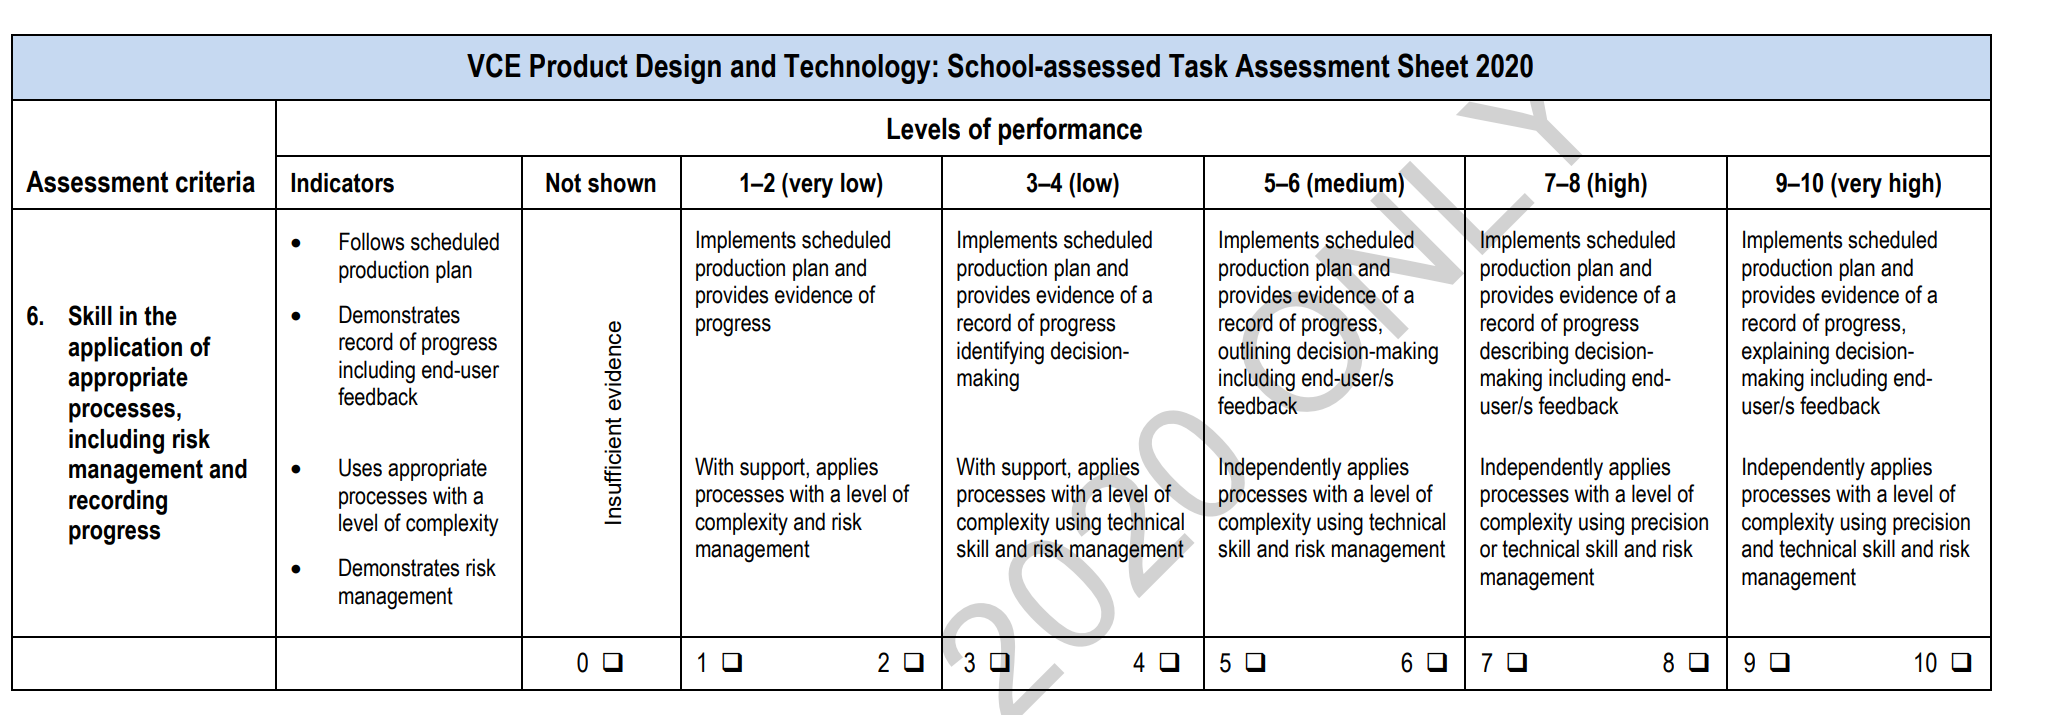 VCE Product Design and Technology: School-assessed Task Assessment Sheet 2020
Levels of performance
Assessment criteria
Indicators
Not shown
1–2 (very low)
3–4 (low)
5–6 (medium)
7–8 (high)
9–10 (very high)
6. Skill in the
application of
appropriate
processes,
including risk
management and
recording
progress
• Follows scheduled
production plan
• Demonstrates
record of progress
including end-user
feedback
• Uses appropriate
processes with a
level of complexity
• Demonstrates risk
management
Insufficient evidence
Implements scheduled
production plan and
provides evidence of
progress
With support, applies
processes with a level of
complexity and risk
management
Implements scheduled
production plan and
provides evidence of a
record of progress
identifying decision-
making
With support, applies
processes with a level of
complexity using technical
skill and risk management
Implements scheduled
production plan and
provides evidence of a
record of progress,
outlining decision-making
including end-user/s
feedback
Independently applies
processes with a level of
complexity using technical
skill and risk management
Implements scheduled
production plan and
provides evidence of a
record of progress
describing decision-
making including end-
user/s feedback
Independently applies
processes with a level of
complexity using precision
or technical skill and risk
management
Implements scheduled
production plan and
provides evidence of a
record of progress,
explaining decision-
making including end-
user/s feedback
Independently applies
processes with a level of
complexity using precision
and technical skill and risk
management
0 ❑ 1 ❑ 2 ❑ 3 ❑ 4 ❑ 5 ❑ 6 ❑ 7 ❑ 8 ❑ 9 ❑ 10 ❑
2020 ONLY